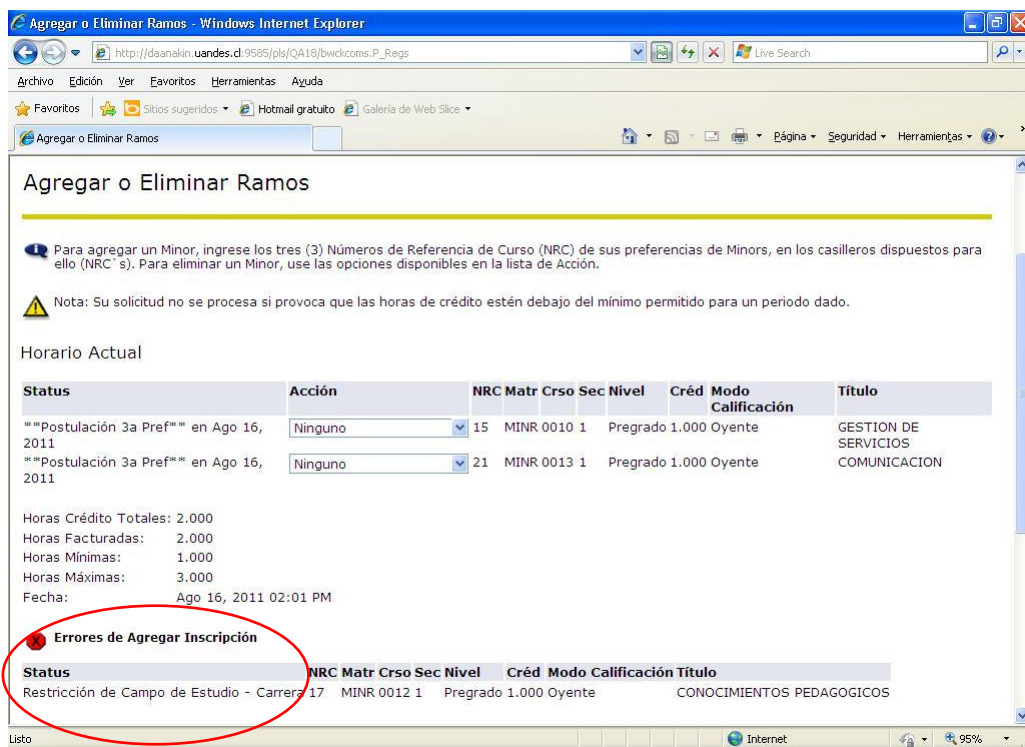 Agregar o Eliminar Ramos - Windows Internet Explorer
http://daanakin.uandes.cl:9585/pls/QA18/bwckcoms.P_Regs
Live Search
Archivo Edición Ver Favoritos Herramientas Ayuda
Favoritos Sitios sugeridos Hotmail gratuito Galería de Web Slice
Agregar o Eliminar Ramos Página Seguridad Herramientas
Agregar o Eliminar Ramos
Para agregar un Minor, ingrese los tres (3) Números de Referencia de Curso (NRC) de sus preferencias de Minors, en los casilleros dispuestos para
ello (NRC`s). Para eliminar un Minor, use las opciones disponibles en la lista de Acción.
Nota: Su solicitud no se procesa si provoca que las horas de crédito estén debajo del mínimo permitido para un periodo dado.
Horario Actual
Status Acción NRC Matr Crso Sec Nivel Créd Modo Título
Calificación
**Postulación 3a Pref** en Ago 16, Ninguno 15 MINR 0010 1 Pregrado 1.000 Oyente GESTION DE
2011 SERVICIOS
**Postulación 3a Pref** en Ago 16, Ninguno 21 MINR 0013 1 Pregrado 1.000 Oyente COMUNICACION
2011
Horas Crédito Totales: 2.000
Horas Facturadas: 2.000
Horas Mínimas: 1.000
Horas Máximas: 3.000
Fecha: Ago 16, 2011 02:01 PM
Errores de Agregar Inscripción
Status NRC Matr Crso Sec Nivel Créd Modo Calificación Título
Restricción de Campo de Estudio - Carrera 17 MINR 0012 1 Pregrado 1.000 Oyente CONOCIMIENTOS PEDAGOGICOS
Listo Internet 95%